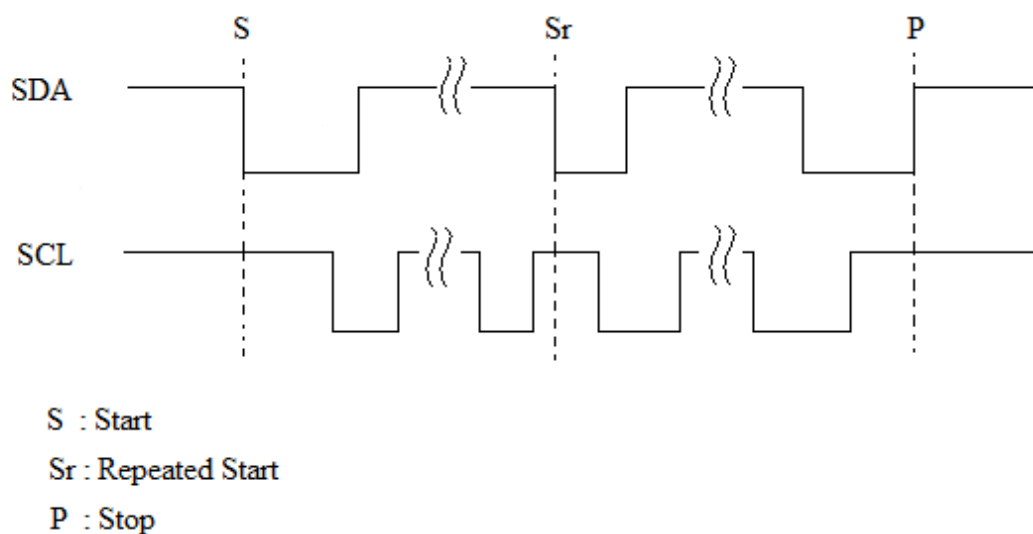 S Sr P
SDA
SCL
S : Start
Sr : Repeated Start
P : Stop